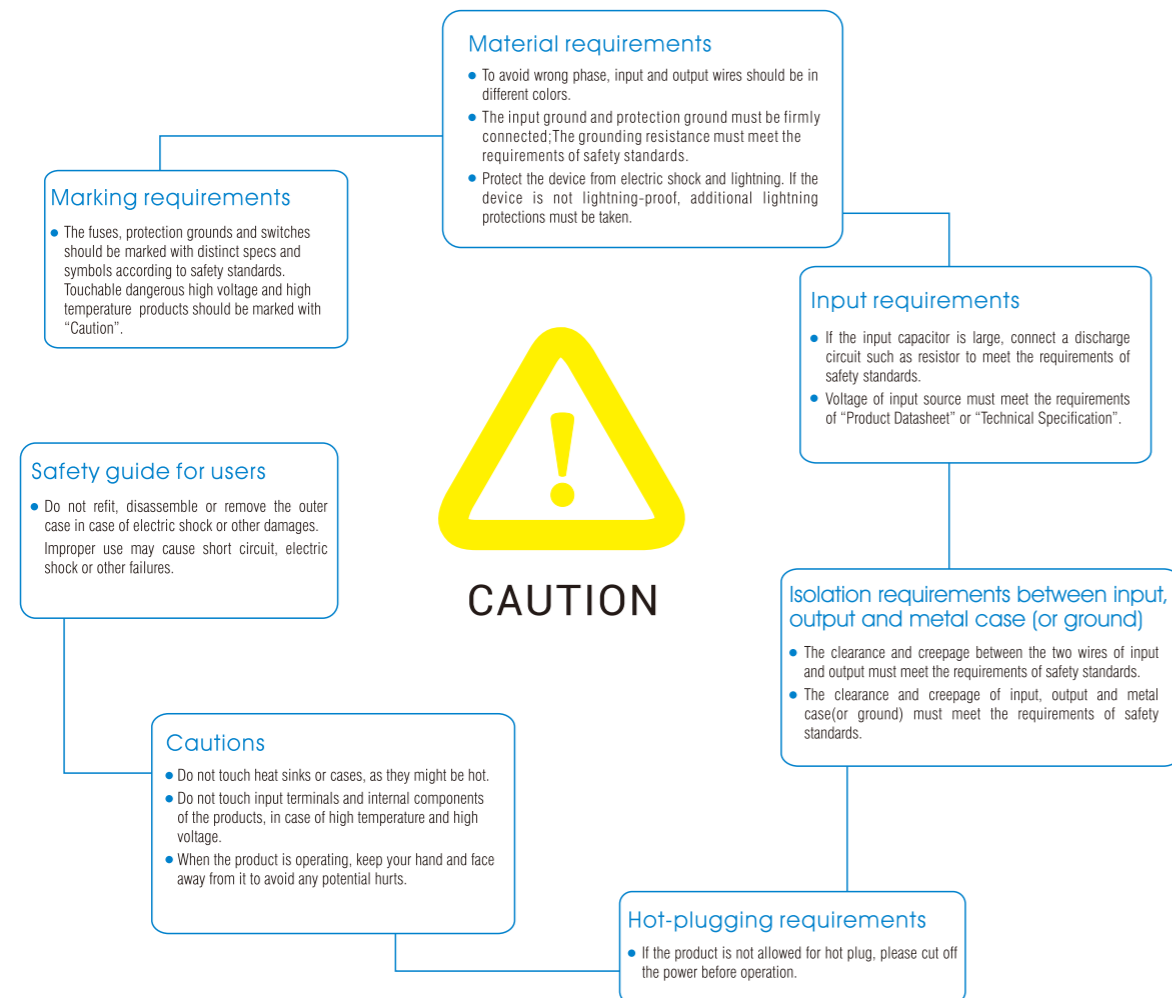 Material requirements
● To avoid wrong phase, input and output wires should be in
different colors.
● The input ground and protection ground must be firmly
connected;The grounding resistance must meet the
requirements of safety standards.
● Protect the device from electric shock and lightning. If the
device is not lightning-proof, additional lightning
protections must be taken.
Marking requirements
● The fuses, protection grounds and switches
should be marked with distinct specs and
symbols according to safety standards.
Touchable dangerous high voltage and high
temperature products should be marked with
“Caution”.
Input requirements
● If the input capacitor is large, connect a discharge
circuit such as resistor to meet the requirements of
safety standards.
● Voltage of input source must meet the requirements
of “Product Datasheet” or “Technical Specification”.
Safety guide for users
● Do not refit, disassemble or remove the outer
case in case of electric shock or other damages.
Improper use may cause short circuit, electric
shock or other failures.
!
CAUTION
Isolation requirements between input,
output and metal case (or ground)
● The clearance and creepage between the two wires of input
and output must meet the requirements of safety standards.
● The clearance and creepage of input, output and metal
case(or ground) must meet the requirements of safety
standards.
Cautions
● Do not touch heat sinks or cases, as they might be hot.
● Do not touch input terminals and internal components
of the products, in case of high temperature and high
voltage.
● When the product is operating, keep your hand and face
away from it to avoid any potential hurts.
Hot-plugging requirements
● If the product is not allowed for hot plug, please cut off
the power before operation.